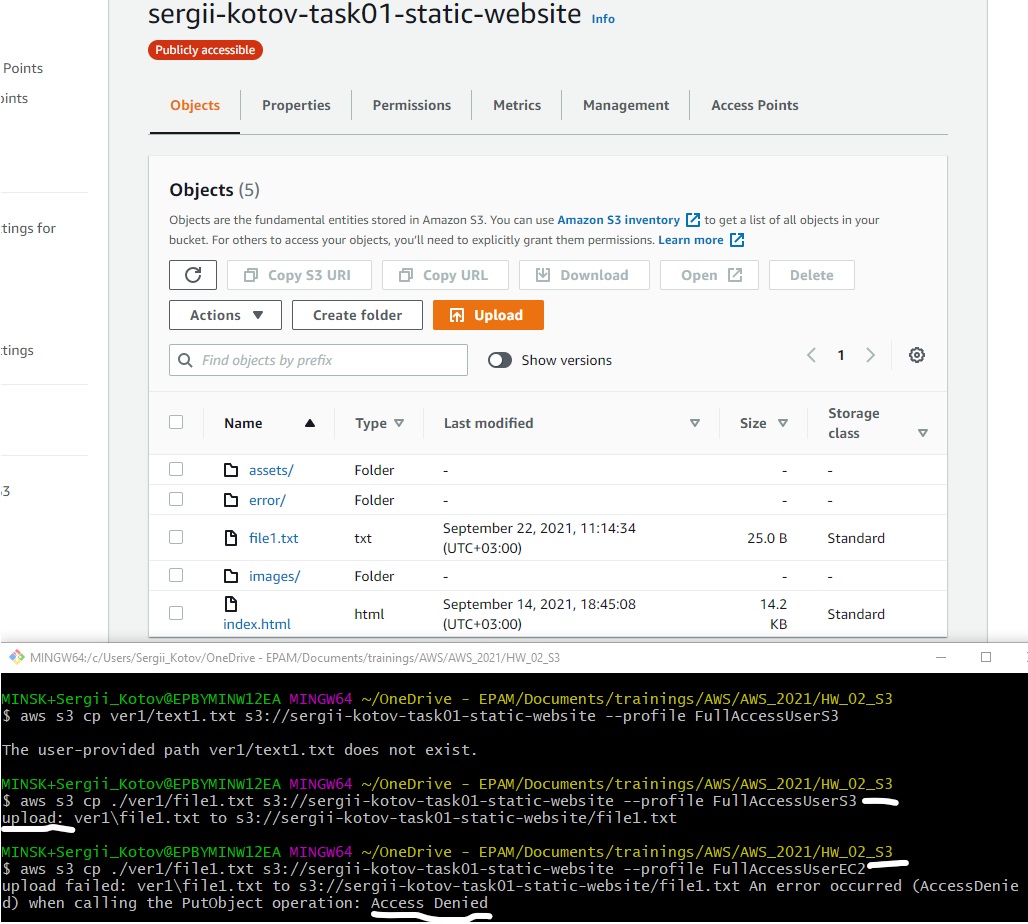 sergii-kotov-task01-static-website Info
Publicly accessible
Points
oints
Objects Properties Permissions Metrics Management Access Points
Objects (5)
Objects are the fundamental entities stored in Amazon S3. You can use Amazon S3 inventory to get a list of all objects in your
tings for
bucket. For others to access your objects, you'll need to explicitly grant them permissions. Learn more
Copy S3 URI Copy URL Download Open Delete
Actions Create folder Upload
tings
Find objects by prefix Show versions 1
Name Type Last modified Size Storage
class
assets/ Folder - - -
3
error/ Folder - - -
September 22, 2021, 11:14:34
file1.txt txt 25.0 B Standard
(UTC+03:00)
images/ Folder - - -
September 14, 2021, 18:45:08 14.2
index.html html Standard
(UTC+03:00) KB
MINGW64:/c/Users/Sergii_Kotov/OneDrive - EPAM/Documents/trainings/AWS/AWS_2021/HW_02_S3
MINSK+Sergii_Kotov@EPBYMINW12EA MINGW64 ~/OneDrive - EPAM/Documents/trainings/AWS/AWS_2021/HW_02_S3
$ aws s3 cp ver1/text1.txt s3://sergii-kotov-task01-static-website --profile FullAccessUserS3
The user-provided path ver1/text1.txt does not exist.
MINSK+Sergii_Kotov@EPBYMINW12EA MINGW64 ~/OneDrive - EPAM/Documents/trainings/AWS/AWS_2021/HW_02_S3
$ aws s3 cp ./ver1/file1.txt s3://sergii-kotov-task01-static-website --profile FullAccessUserS3
upload: ver1\file1.txt to s3://sergii-kotov-task01-static-website/file1.txt
MINSK+Sergii_Kotov@EPBYMINW12EA MINGW64 ~/OneDrive - EPAM/Documents/trainings/AWS/AWS_2021/HW_02_S3
$ aws s3 cp ./ver1/file1.txt s3://sergii-kotov-task01-static-website --profile FullAccessUserEC2
upload failed: ver1\file1.txt to s3://sergii-kotov-task01-static-website/file1.txt An error occurred (AccessDenie
d) when calling the PutObject operation: Access Denied